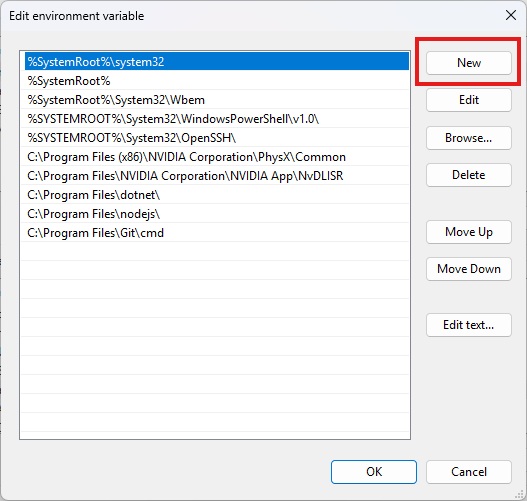 Edit environment variable
%SystemRoot%\system32
%SystemRoot%
%SystemRoot%\System32\Wbem
%SYSTEMROOT%\System32\WindowsPowerShell\v1.0\
%SYSTEMROOT%\System32\OpenSSH\
C:\Program Files (x86)\NVIDIA Corporation\PhysX\Common
C:\Program Files\NVIDIA Corporation\NVIDIA App\NvDLISR
C:\Program Files\dotnet\
C:\Program Files\nodejs\
C:\Program Files\Git\cmd
New
Edit
Browse...
Delete
Move Up
Move Down
Edit text...
OK
Cancel